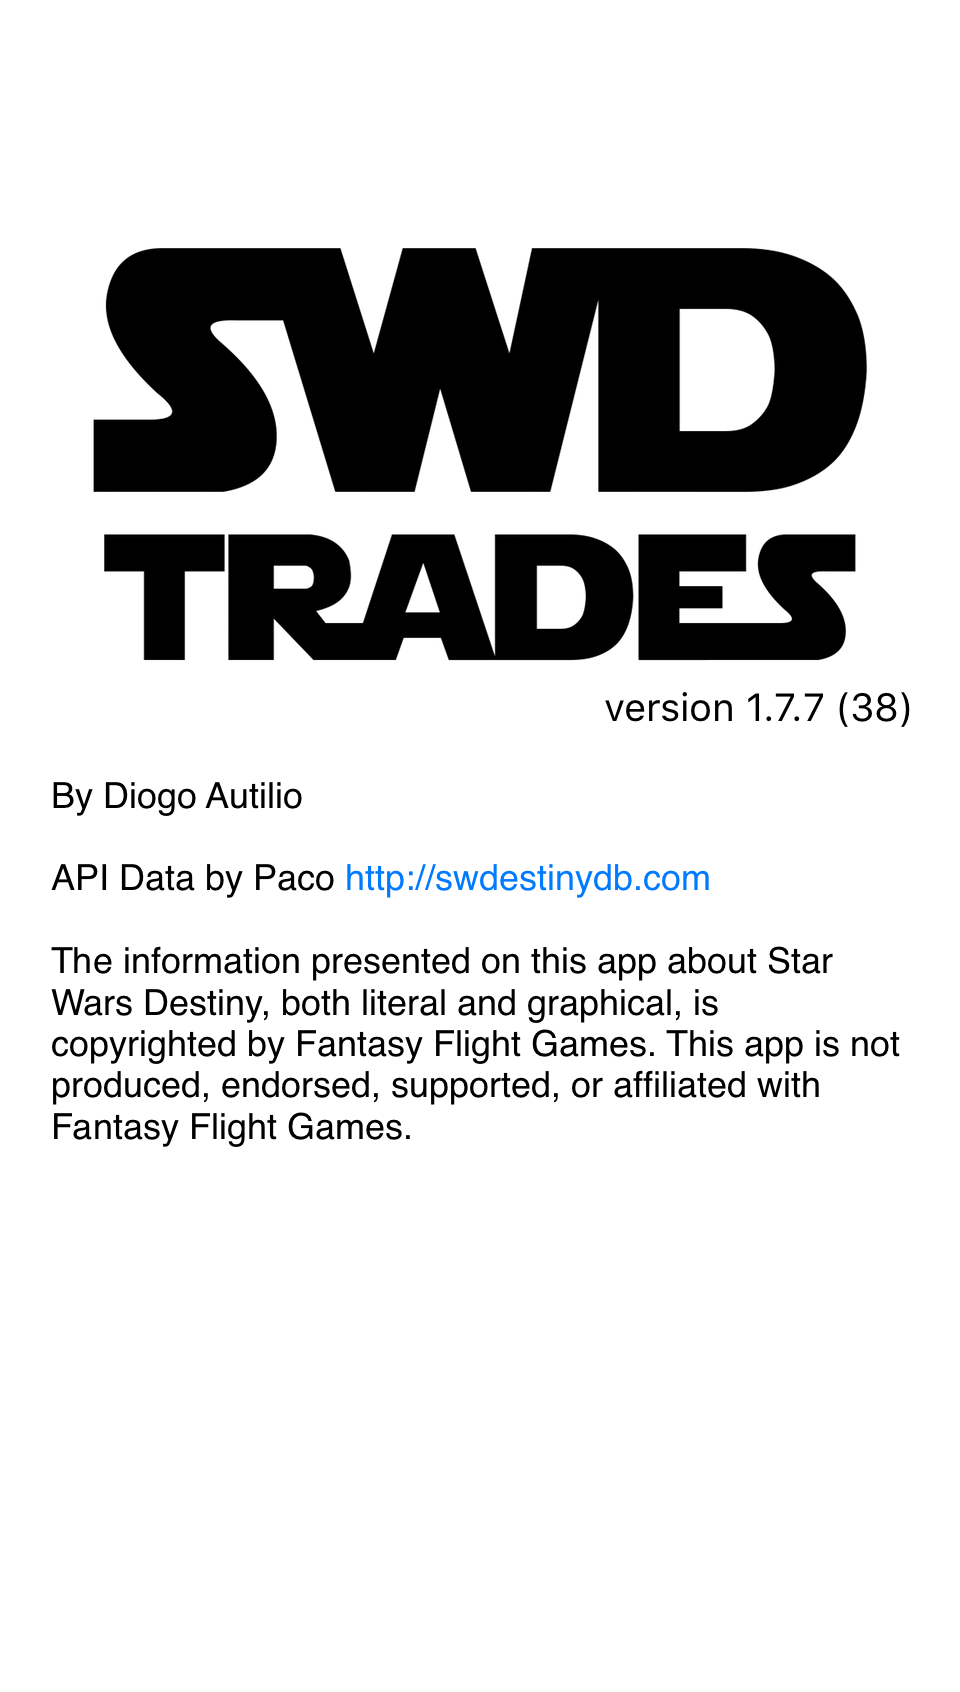 SWD
TRADES
version 1.7.7 (38)
By Diogo Autilio
API Data by Paco http://swdestinydb.com
The information presented on this app about Star
Wars Destiny, both literal and graphical, is
copyrighted by Fantasy Flight Games. This app is not
produced, endorsed, supported, or affiliated with
Fantasy Flight Games.